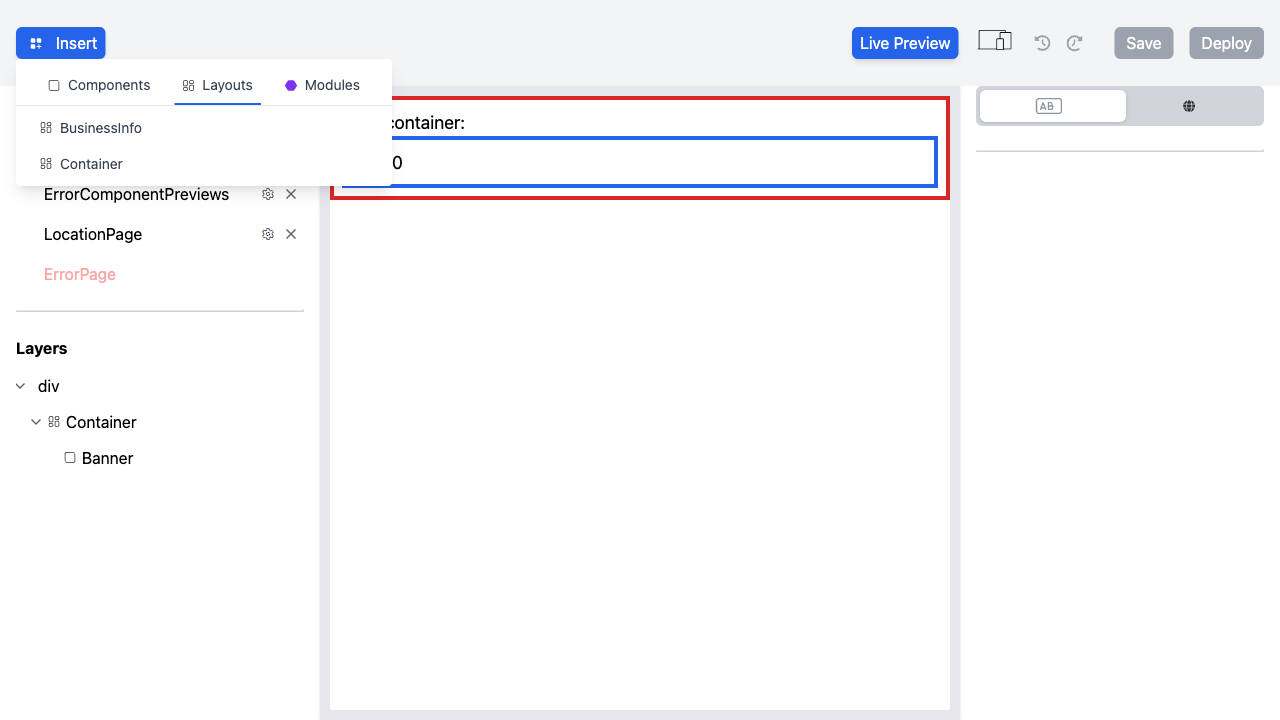 Insert
Live Preview
Save
Deploy
Components
Layouts
Modules
BusinessInfo
Container
ErrorComponentPreviews
LocationPage
ErrorPage
Layers
div
Container
Banner
container:
0
AB